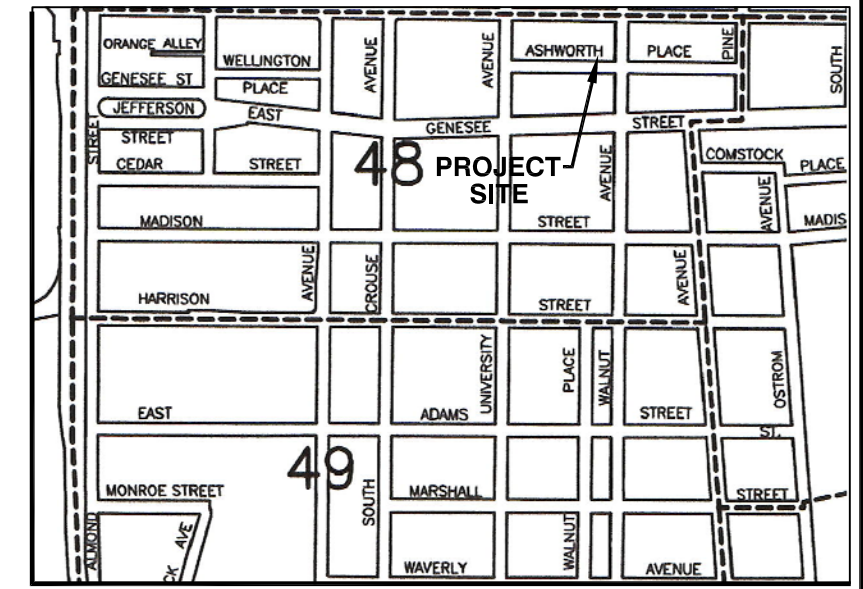 ORANGE ALLEY
WELLINGTON
AVENUE
AVENUE
ASHWORTH
PLACE
PINE
SOUTH
GENESEE ST
PLACE
JEFFERSON
EAST
GENESEE
STREET
STREET
STREET
CEDAR
STREET
48
PROJECT
SITE
AVENUE
COMSTOCK
PLACE
AVENUE
MADISON
STREET
MADIS
HARRISON
AVENUE
CROUSE
STREET
AVENUE
EAST
ADAMS
UNIVERSITY
PLACE
WALNUT
STREET
OSTROM
ST.
49
MONROE STREET
SOUTH
MARSHALL
STREET
ALMOND
CK AVE
WAVERLY
WALNUT
AVENUE